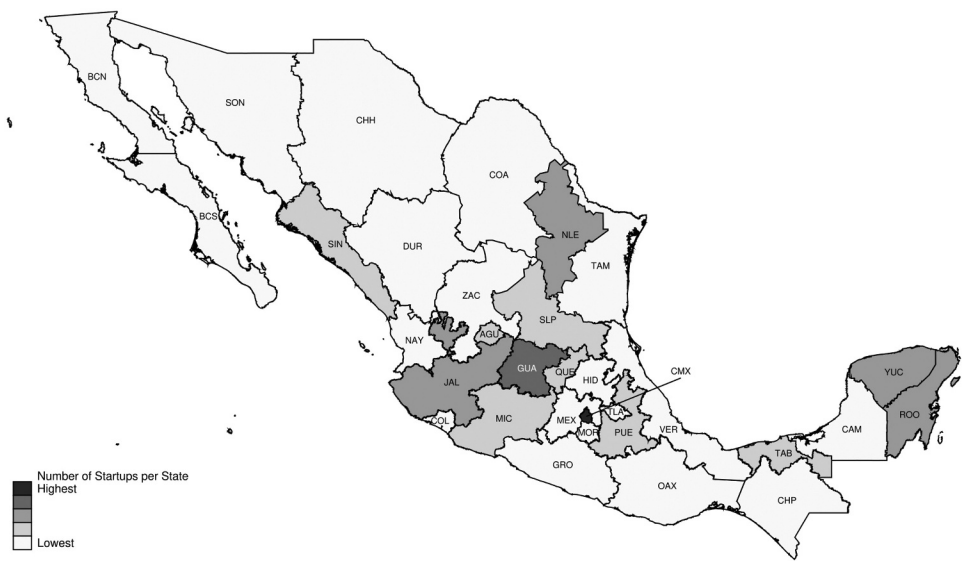 BCN
SON
CHH
COA
BCS
SIN
DUR
NLE
TAM
ZAC
SLP
NAY
AGU
GUA
QUE
HID
CMX
YUC
JAL
COL
MIC
MEX
TLA
MOR
PUE
VER
ROO
CAM
TAB
GRO
OAX
CHP
Number of Startups per State
Highest
Lowest